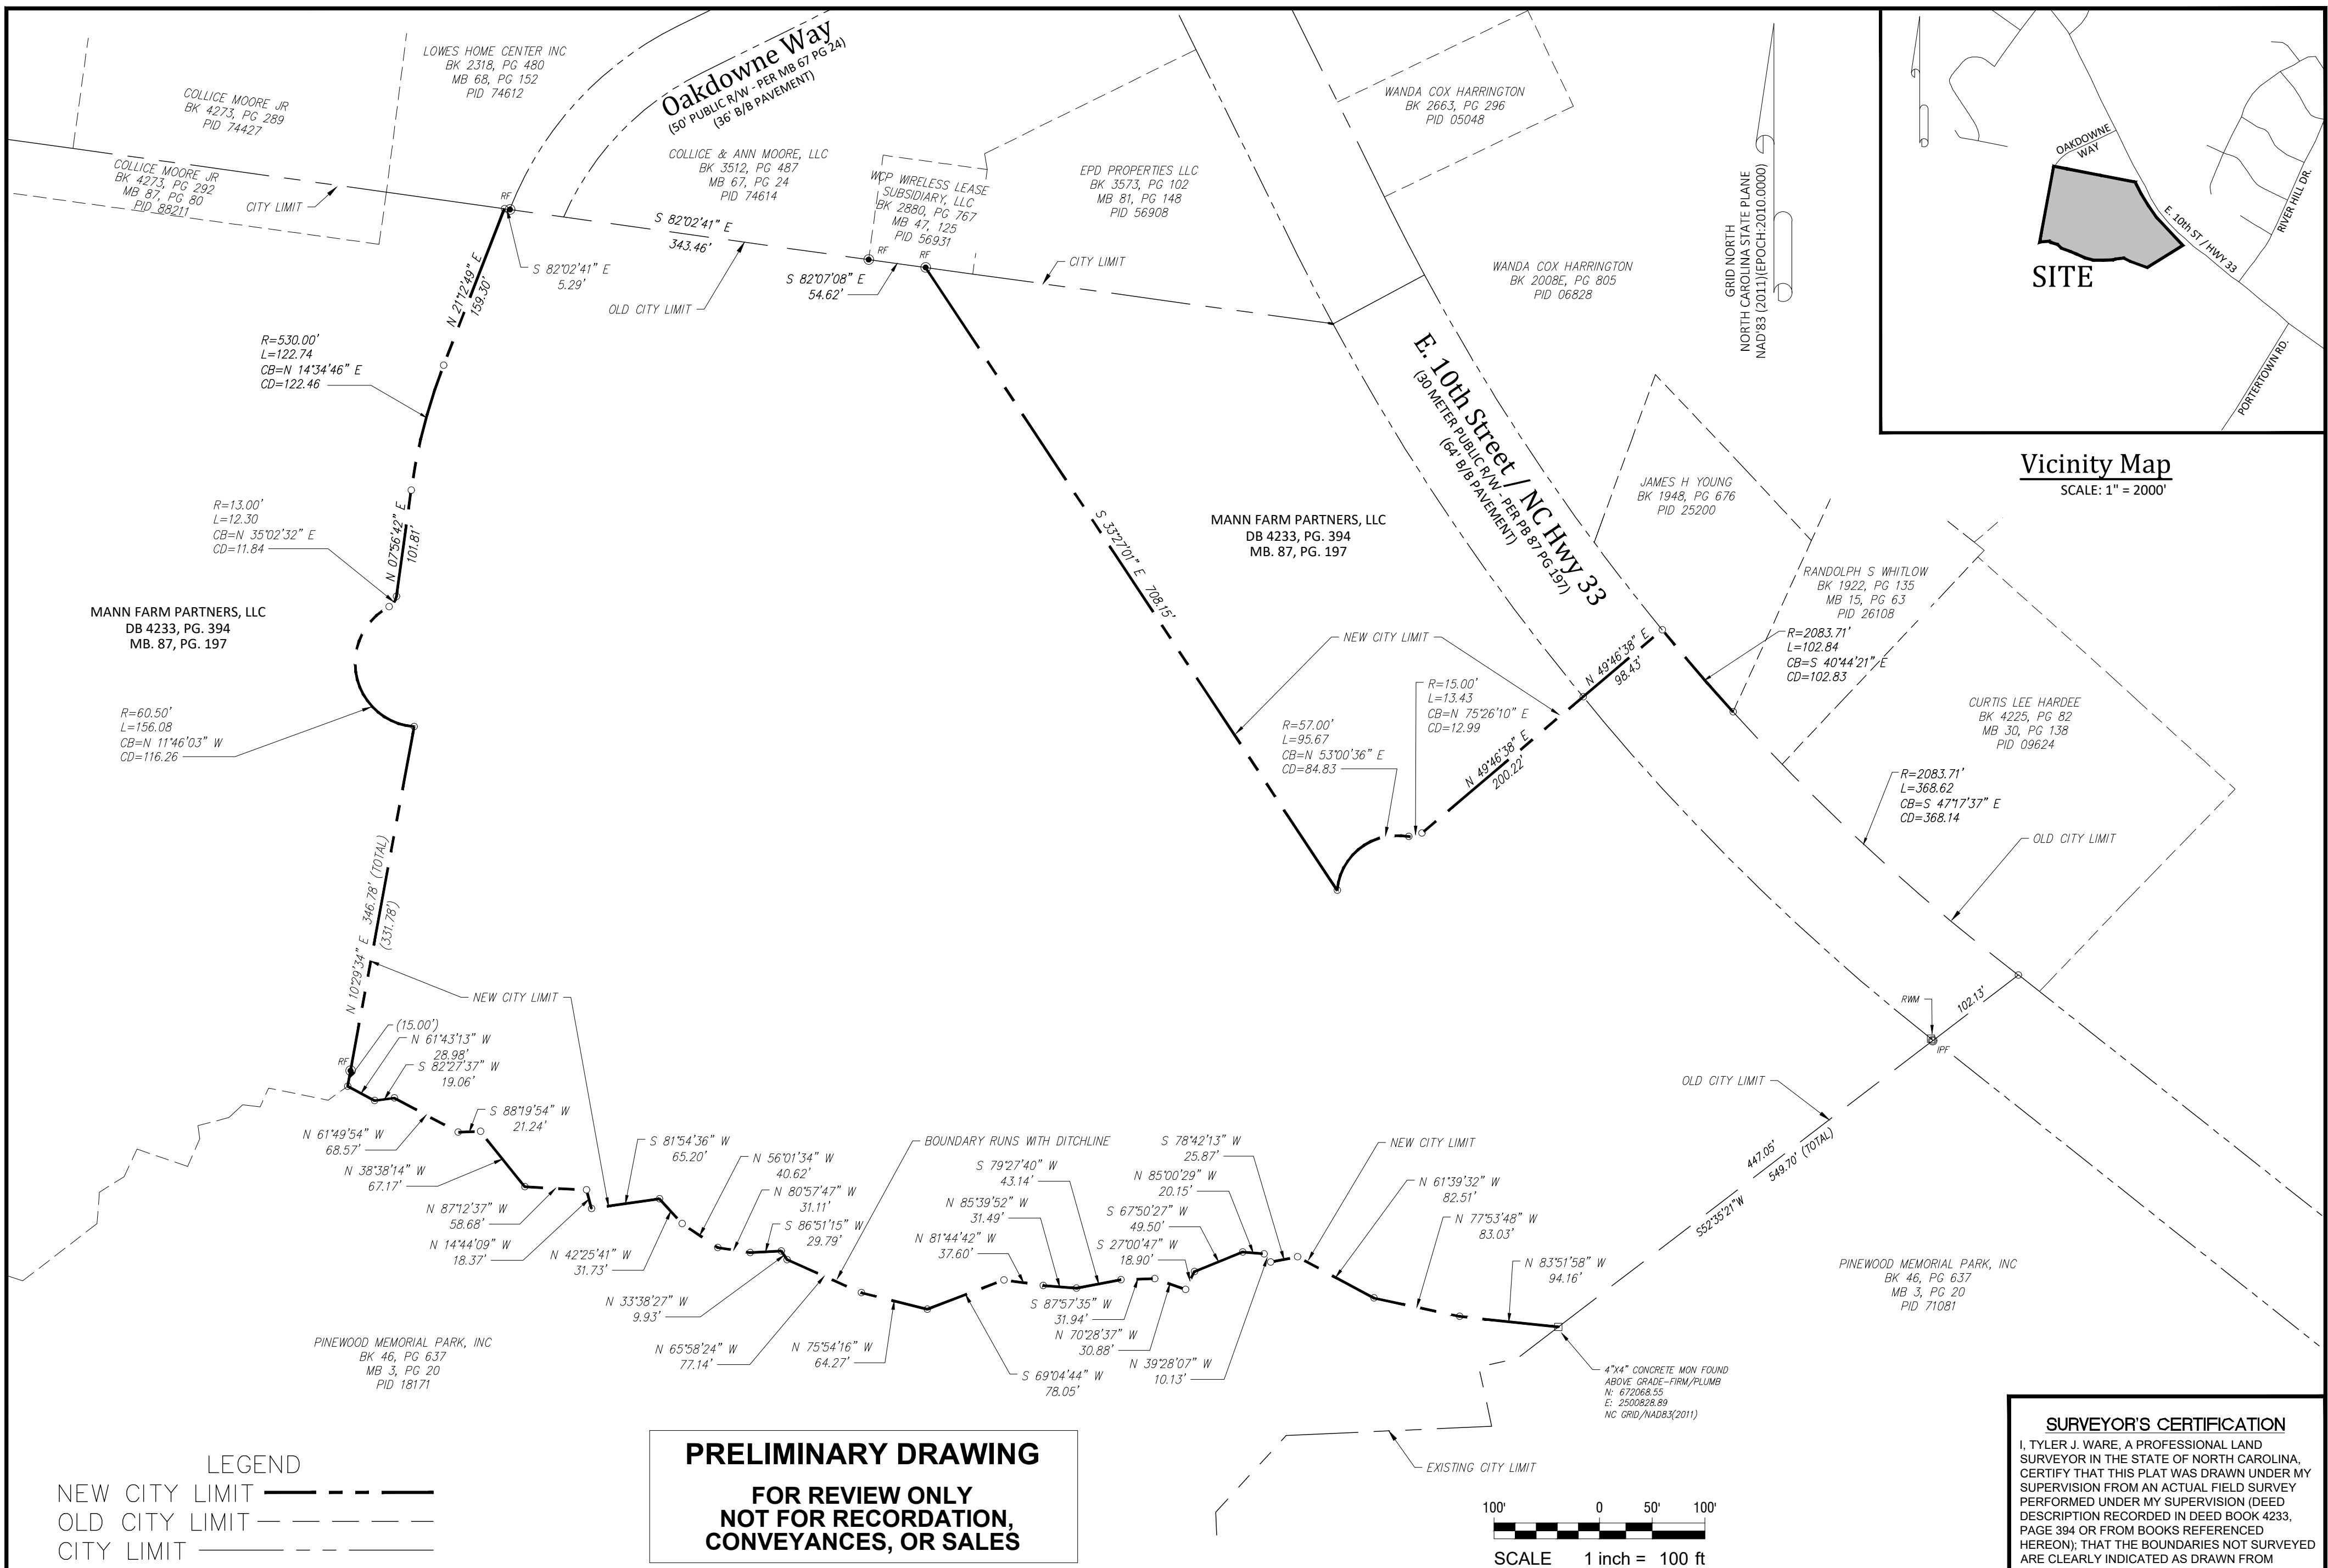 LOWES HOME CENTER INC
BK 2318, PG 480
MB 68, PG 152
PID 74612
COLLICE MOORE JR
BK 4273, PG 289
PID 74427
COLLICE MOORE JR
BK 4273, PG 292
MB 87, PG 80
PID 88211
CITY LIMIT
Oakdowne Way
(50' PUBLIC R/W - PER MB 67 PG 24)
(36' B/B PAVEMENT)
COLLICE & ANN MOORE, LLC
BK 3512, PG 487
MB 67, PG 24
PID 74614
WCP WIRELESS LEASE
SUBSIDIARY, LLC
BK 2880, PG 767
MB 47, 125
PID 56931
EPD PROPERTIES LLC
BK 3573, PG 102
MB 81, PG 148
PID 56908
WANDA COX HARRINGTON
BK 2663, PG 296
PID 05048
WANDA COX HARRINGTON
BK 2008E, PG 805
PID 06828
GRID NORTH
NORTH CAROLINA STATE PLANE
NAD'83 (2011)(EPOCH:2010.0000)
OAKDOWNE
WAY
E. 10th ST / HWY 33
RIVER HILL DR.
PORTERTOWN RD.
SITE
Vicinity Map
SCALE: 1" = 2000'
RF
S 82°02'41" E
5.29'
S 82°02'41" E
343.46'
OLD CITY LIMIT
RF
RF
S 82°07'08" E
54.62'
CITY LIMIT
N 21°12'49" E
159.30'
R=530.00'
L=122.74
CB=N 14°34'46" E
CD=122.46
R=13.00'
L=12.30
CB=N 35°02'32" E
CD=11.84
N 07°56'42" E
101.81'
MANN FARM PARTNERS, LLC
DB 4233, PG. 394
MB. 87, PG. 197
R=60.50'
L=156.08
CB=N 11°46'03" W
CD=116.26
S 33°27'01" E 708.15'
MANN FARM PARTNERS, LLC
DB 4233, PG. 394
MB. 87, PG. 197
E. 10th Street / NC Hwy 33
(30 METER PUBLIC R/W - PER PB 87 PG 197)
(64' B/B PAVEMENT)
JAMES H YOUNG
BK 1948, PG 676
PID 25200
RANDOLPH S WHITLOW
BK 1922, PG 135
MB 15, PG 63
PID 26108
R=2083.71'
L=102.84
CB=S 40°44'21" E
CD=102.83
NEW CITY LIMIT
N 49°46'38" E
98.43'
R=15.00'
L=13.43
CB=N 75°26'10" E
CD=12.99
R=57.00'
L=95.67
CB=N 53°00'36" E
CD=84.83
N 49°46'38" E
200.22'
CURTIS LEE HARDEE
BK 4225, PG 82
MB 30, PG 138
PID 09624
R=2083.71'
L=368.62
CB=S 47°17'37" E
CD=368.14
OLD CITY LIMIT
N 10°29'34" E 346.78' (TOTAL)
(331.78')
NEW CITY LIMIT
RWM
IPF
102.13'
OLD CITY LIMIT
447.05'
549.70' (TOTAL)
S52°35'21"W
RF
(15.00')
N 61°43'13" W
28.98'
S 82°27'37" W
19.06'
S 88°19'54" W
21.24'
N 61°49'54" W
68.57'
N 38°38'14" W
67.17'
N 87°12'37" W
58.68'
N 14°44'09" W
18.37'
S 81°54'36" W
65.20'
N 42°25'41" W
31.73'
N 56°01'34" W
40.62'
N 80°57'47" W
31.11'
S 86°51'15" W
29.79'
N 33°38'27" W
9.93'
BOUNDARY RUNS WITH DITCHLINE
N 65°58'24" W
77.14'
N 75°54'16" W
64.27'
S 69°04'44" W
78.05'
N 81°44'42" W
37.60'
N 85°39'52" W
31.49'
S 79°27'40" W
43.14'
S 87°57'35" W
31.94'
N 70°28'37" W
30.88'
S 27°00'47" W
18.90'
S 67°50'27" W
49.50'
N 85°00'29" W
20.15'
N 39°28'07" W
10.13'
S 78°42'13" W
25.87'
NEW CITY LIMIT
N 61°39'32" W
82.51'
N 77°53'48" W
83.03'
N 83°51'58" W
94.16'
4"X4" CONCRETE MON FOUND
ABOVE GRADE-FIRM/PLUMB
N: 672068.55
E: 2500828.89
NC GRID/NAD83(2011)
PINEWOOD MEMORIAL PARK, INC
BK 46, PG 637
MB 3, PG 20
PID 71081
PINEWOOD MEMORIAL PARK, INC
BK 46, PG 637
MB 3, PG 20
PID 18171
EXISTING CITY LIMIT
LEGEND
NEW CITY LIMIT
OLD CITY LIMIT
CITY LIMIT
PRELIMINARY DRAWING
FOR REVIEW ONLY
NOT FOR RECORDATION,
CONVEYANCES, OR SALES
100' 0 50' 100'
SCALE 1 inch = 100 ft
SURVEYOR'S CERTIFICATION
I, TYLER J. WARE, A PROFESSIONAL LAND
SURVEYOR IN THE STATE OF NORTH CAROLINA,
CERTIFY THAT THIS PLAT WAS DRAWN UNDER MY
SUPERVISION FROM AN ACTUAL FIELD SURVEY
PERFORMED UNDER MY SUPERVISION (DEED
DESCRIPTION RECORDED IN DEED BOOK 4233,
PAGE 394 OR FROM BOOKS REFERENCED
HEREON); THAT THE BOUNDARIES NOT SURVEYED
ARE CLEARLY INDICATED AS DRAWN FROM